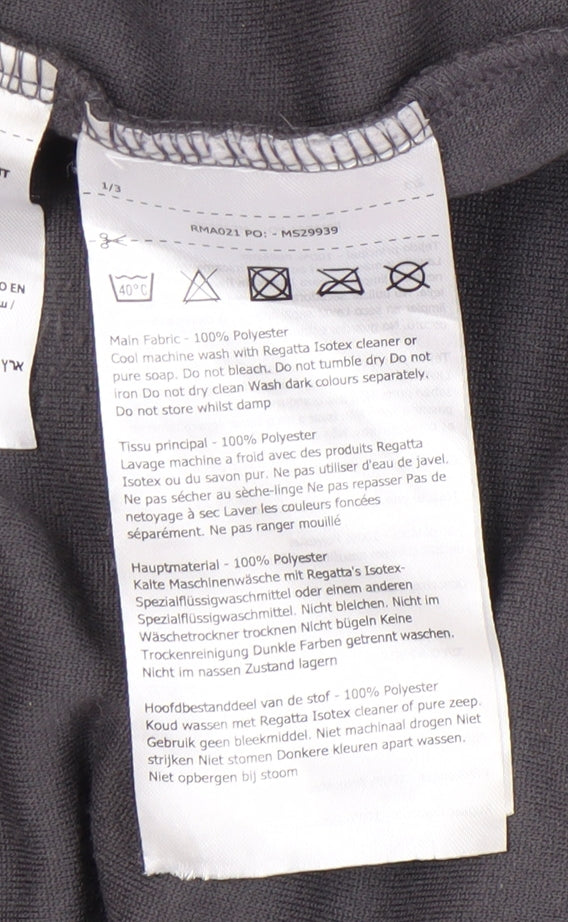 1/3
RMA021 PO: - MS29939
40°C
Main Fabric - 100% Polyester
Cool machine wash with Regatta Isotex cleaner or
pure soap. Do not bleach. Do not tumble dry Do not
iron Do not dry clean Wash dark colours separately.
Do not store whilst damp
Tissu principal - 100% Polyester
Lavage machine a froid avec des produits Regatta
Isotex ou du savon pur. Ne pas utiliser d'eau de javel.
Ne pas sécher au sèche-linge Ne pas repasser Pas de
netoyage à sec Laver les couleurs foncées
séparément. Ne pas ranger mouillé
Hauptmaterial - 100% Polyester
Kalte Maschinenwäsche mit Regatta's Isotex-
Spezialflüssigwaschmittel oder einem anderen
Spezialflüssigwaschmittel. Nicht bleichen. Nicht im
Wäschetrockner trocknen Nicht bügeln Keine
Trockenreinigung Dunkle Farben getrennt waschen.
Nicht im nassen Zustand lagern
Hoofdbestanddeel van de stof - 100% Polyester
Koud wassen met Regatta Isotex cleaner of pure zeep.
Gebruik geen bleekmiddel. Niet machinaal drogen Niet
strijken Niet stomen Donkere kleuren apart wassen.
Niet opbergen bij stoom
EN